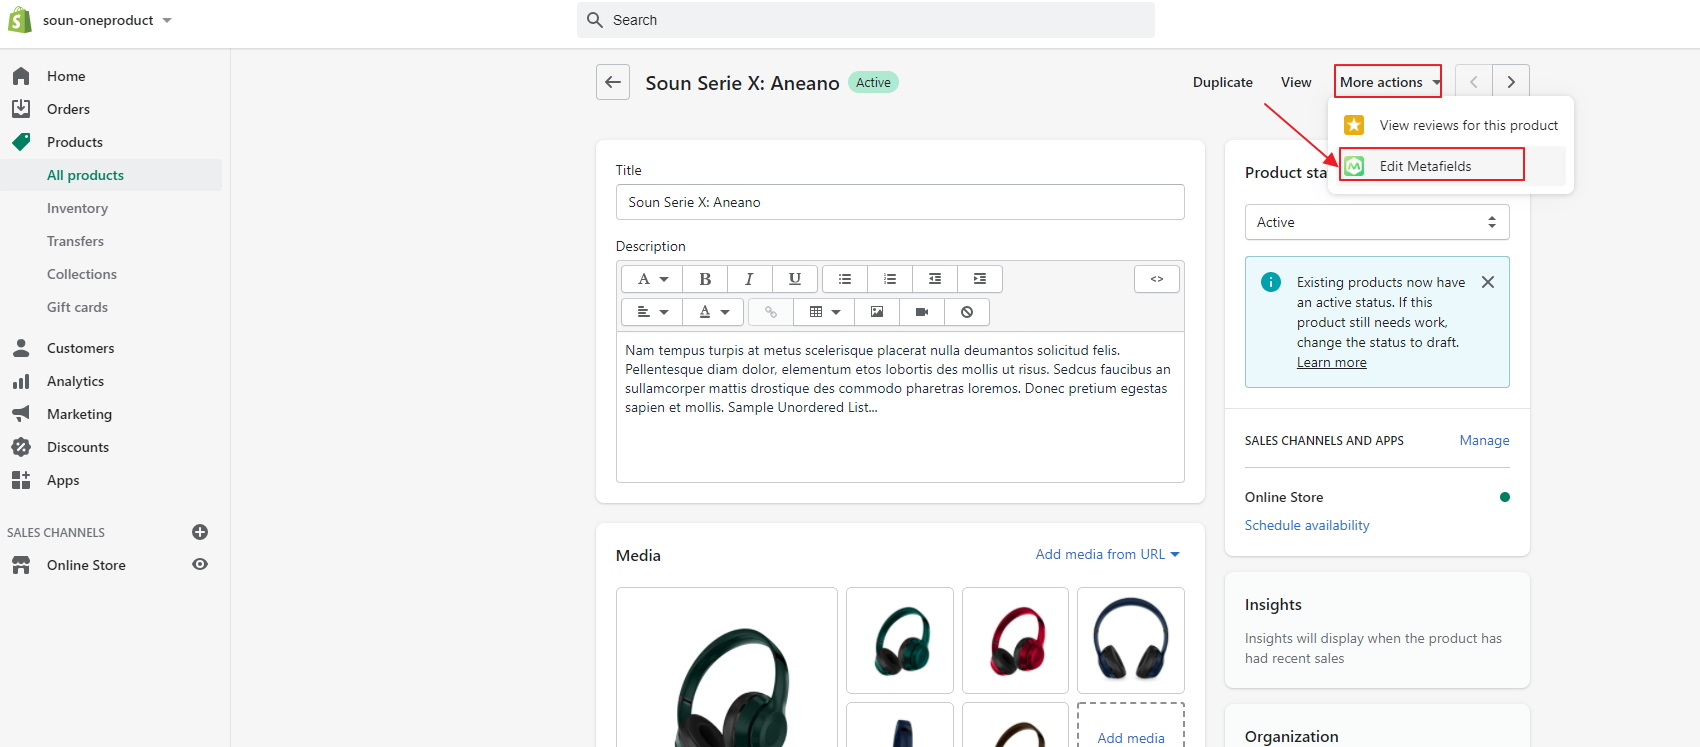 soun-oneproduct
Search
Home
Orders
Products
All products
Inventory
Transfers
Collections
Gift cards
Customers
Analytics
Marketing
Discounts
Apps
SALES CHANNELS
Online Store
Soun Serie X: Aneano
Active
Duplicate
View
More actions
View reviews for this product
Edit Metafields
Title
Soun Serie X: Aneano
Description
A
B
I
U
<>
A
Nam tempus turpis at metus scelerisque placerat nulla deumantos solicitud felis.
Pellentesque diam dolor, elementum etos lobortis des mollis ut risus. Sedcus faucibus an
sullamcorper mattis drostique des commodo pharetras loremos. Donec pretium egestas
sapien et mollis. Sample Unordered List...
Media
Add media from URL
Add media
Product sta
Active
Existing products now have
an active status. If this
product still needs work,
change the status to draft.
Learn more
SALES CHANNELS AND APPS
Manage
Online Store
Schedule availability
Insights
Insights will display when the product has
had recent sales
Organization